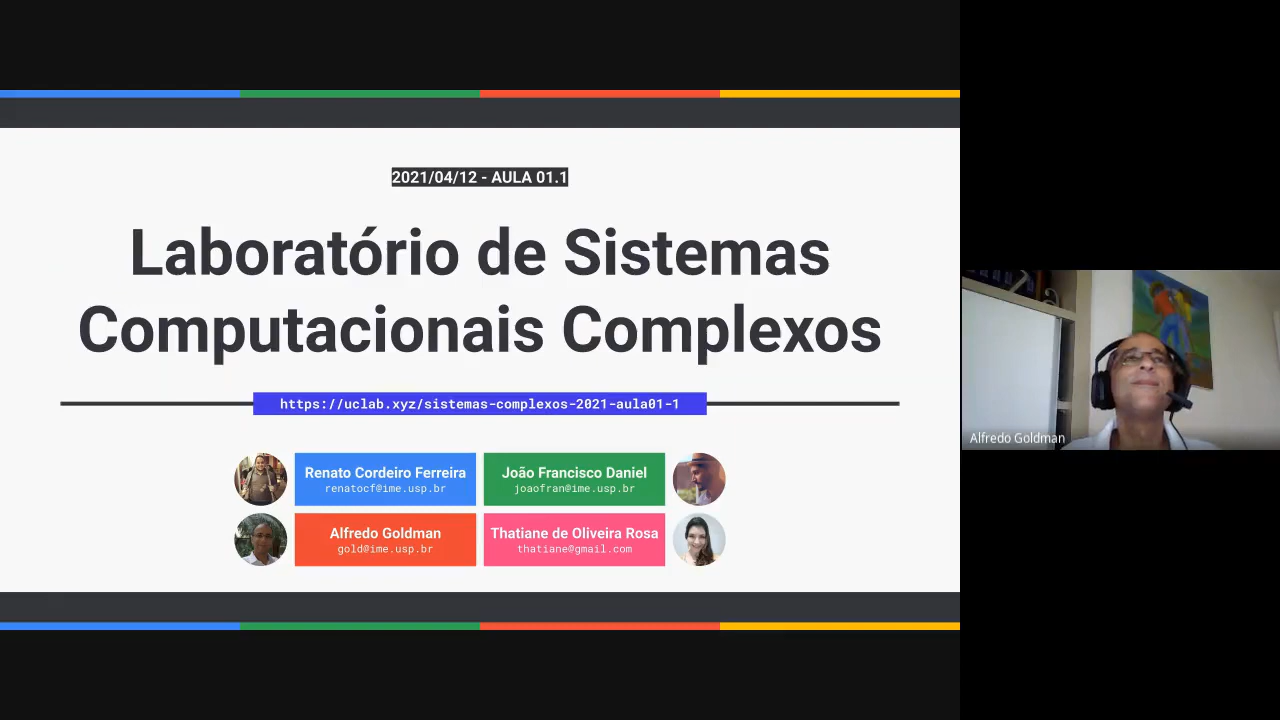 2021/04/12 - AULA 01.1
Laboratório de Sistemas
Computacionais Complexos
https://uclab.xyz/sistemas-complexos-2021-aula01-1
Renato Cordeiro Ferreira
renatocf@ime.usp.br
João Francisco Daniel
joaofran@ime.usp.br
Alfredo Goldman
gold@ime.usp.br
Thatiane de Oliveira Rosa
thatiane@gmail.com
Alfredo Goldman